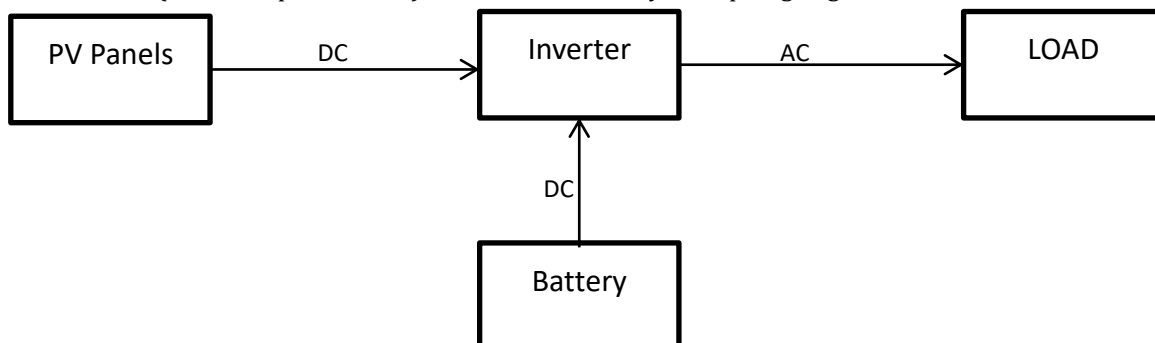 PV Panels
DC
Inverter
AC
LOAD
DC
Battery